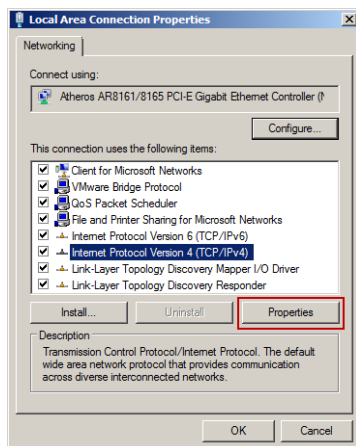 Local Area Connection Properties
Networking
Connect using:
Atheros AR8161/8165 PCI-E Gigabit Ethernet Controller (
Configure...
This connection uses the following items:
Client for Microsoft Networks
VMware Bridge Protocol
QoS Packet Scheduler
File and Printer Sharing for Microsoft Networks
Internet Protocol Version 6 (TCP/IPv6)
Internet Protocol Version 4 (TCP/IPv4)
Link-Layer Topology Discovery Mapper I/O Driver
Link-Layer Topology Discovery Responder
Install... Uninstall Properties
Description
Transmission Control Protocol/Internet Protocol. The default
wide area network protocol that provides communication
across diverse interconnected networks.
OK Cancel